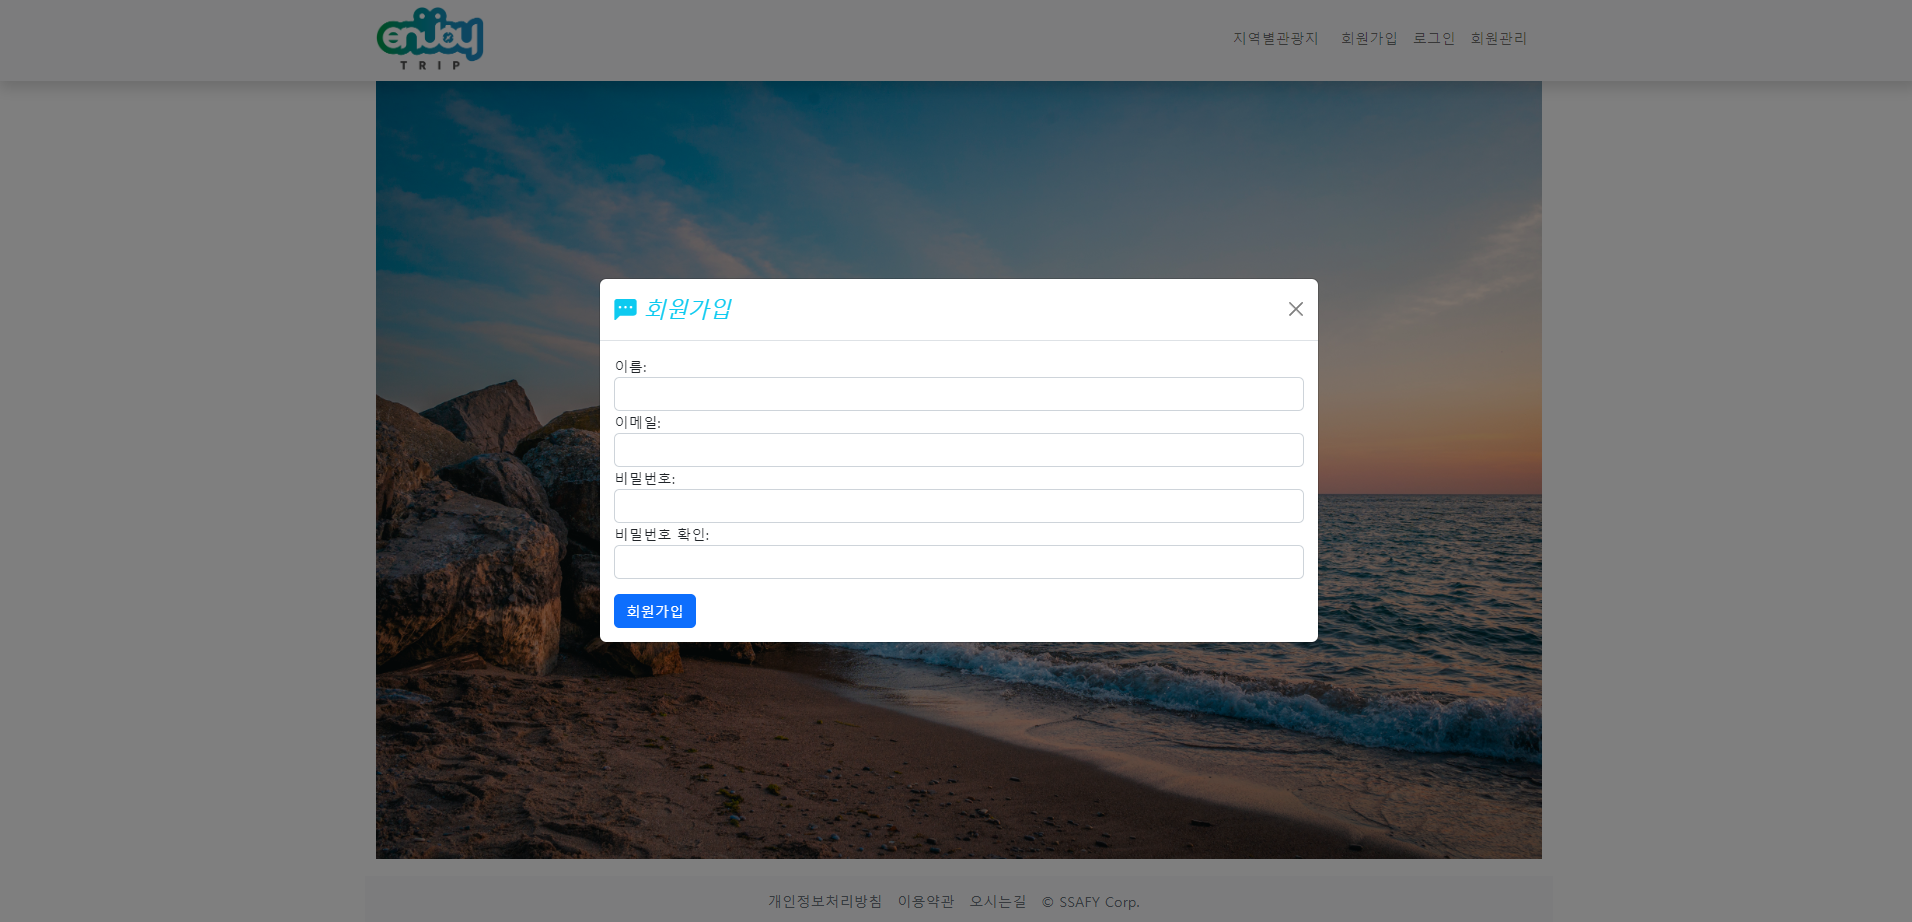 enjoy
TRIP
지역별관광지 회원가입 로그인 회원관리
회원가입
이름:
이메일:
비밀번호:
비밀번호 확인:
회원가입
개인정보처리방침 이용약관 오시는길 © SSAFY Corp.